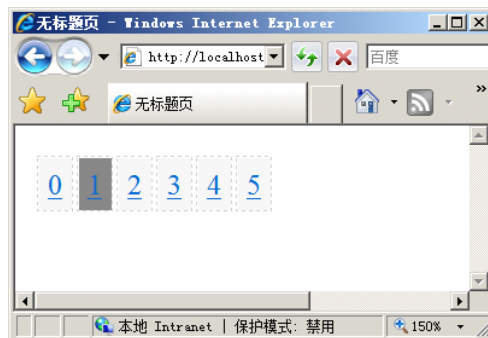 无标题页 - Windows Internet Explorer
http://localhost
百度
无标题页
»
0 1 2 3 4 5
本地 Intranet | 保护模式: 禁用
150%